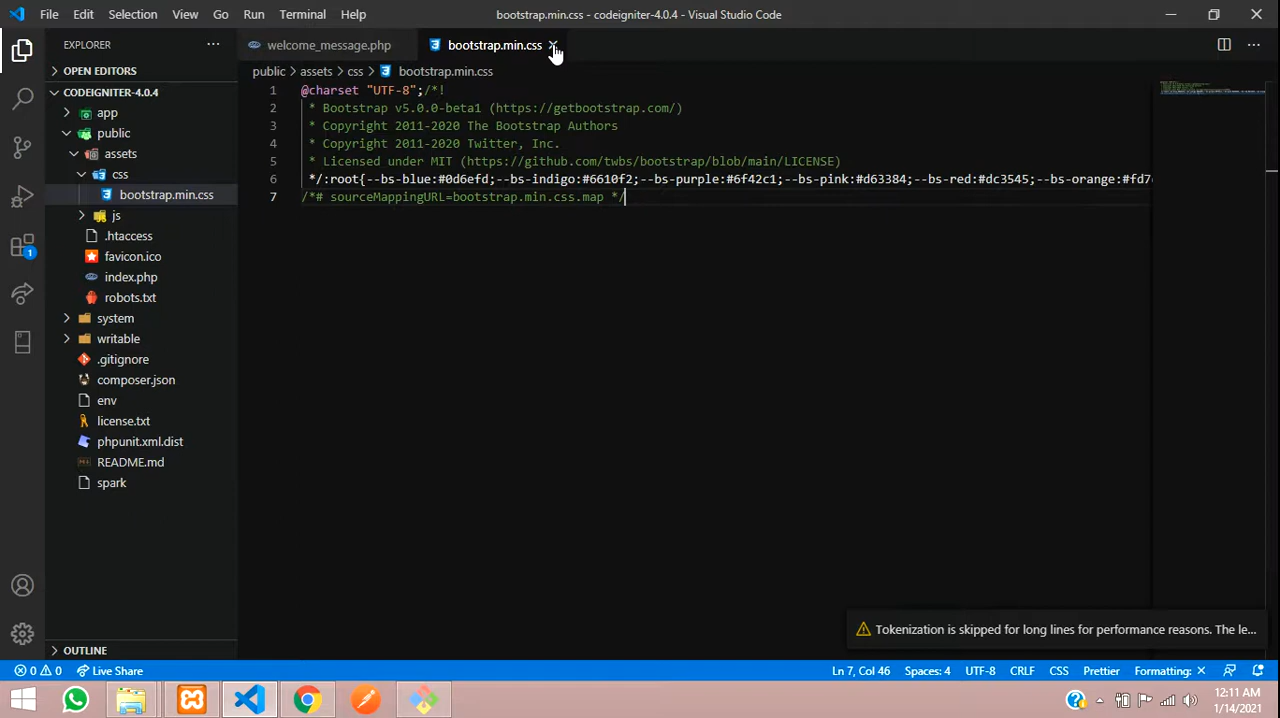 File Edit Selection View Go Run Terminal Help bootstrap.min.css - codeigniter-4.0.4 - Visual Studio Code
EXPLORER
welcome_message.php
bootstrap.min.css
OPEN EDITORS
public > assets > css > bootstrap.min.css
CODEIGNITER-4.0.4
app
public
assets
css
bootstrap.min.css
js
.htaccess
favicon.ico
index.php
robots.txt
system
writable
.gitignore
composer.json
env
license.txt
phpunit.xml.dist
README.md
spark
OUTLINE
1 @charset "UTF-8";/*!
2 * Bootstrap v5.0.0-beta1 (https://getbootstrap.com/)
3 * Copyright 2011-2020 The Bootstrap Authors
4 * Copyright 2011-2020 Twitter, Inc.
5 * Licensed under MIT (https://github.com/twbs/bootstrap/blob/main/LICENSE)
6 */:root{--bs-blue:#0d6efd;--bs-indigo:#6610f2;--bs-purple:#6f42c1;--bs-pink:#d63384;--bs-red:#dc3545;--bs-orange:#fd7
7 /*# sourceMappingURL=bootstrap.min.css.map */
1
Tokenization is skipped for long lines for performance reasons. The le...
0 0 Live Share Ln 7, Col 46 Spaces: 4 UTF-8 CRLF CSS Prettier Formatting: ×
12:11 AM
1/14/2021